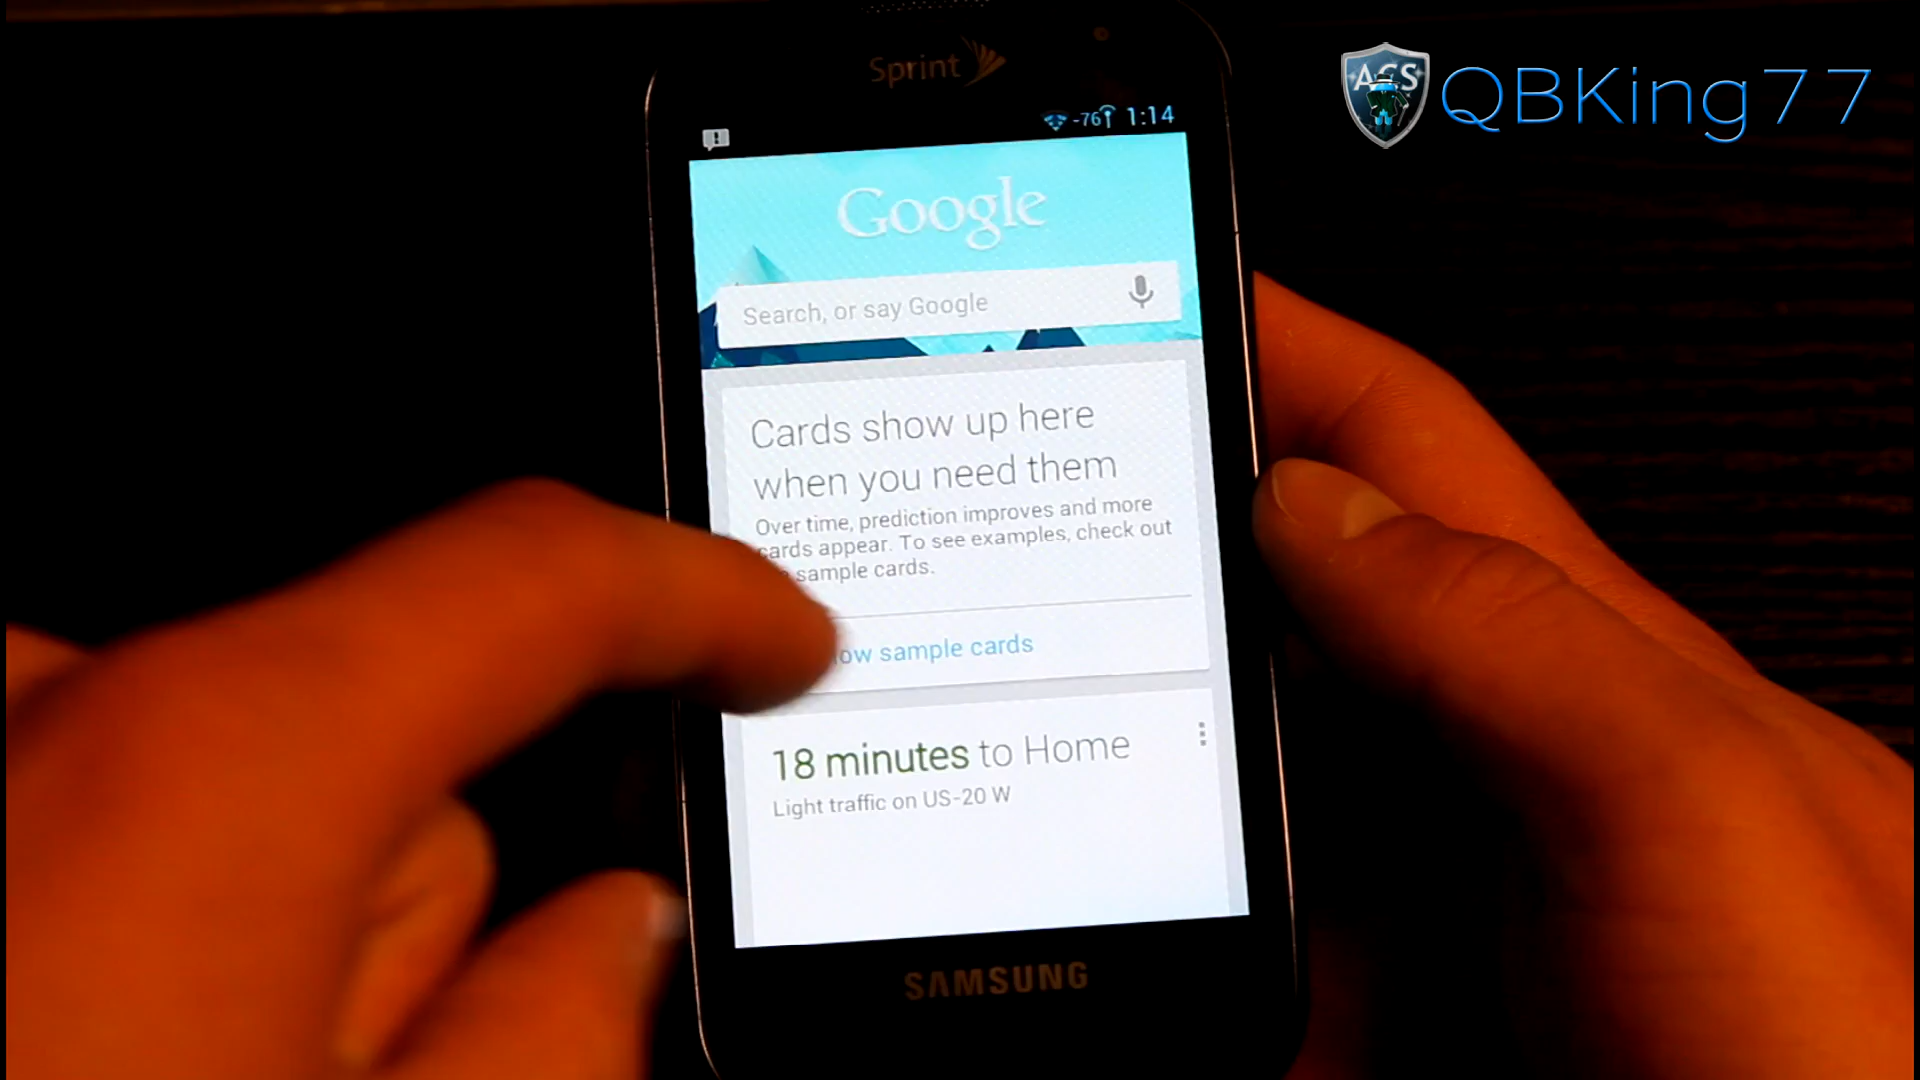 Sprint
ACS
QBKing77
-76
1:14
Google
Search, or say Google
Cards show up here
when you need them
Over time, prediction improves and more
cards appear. To see examples, check out
sample cards.
ow sample cards
18 minutes to Home
Light traffic on US-20 W
SAMSUNG